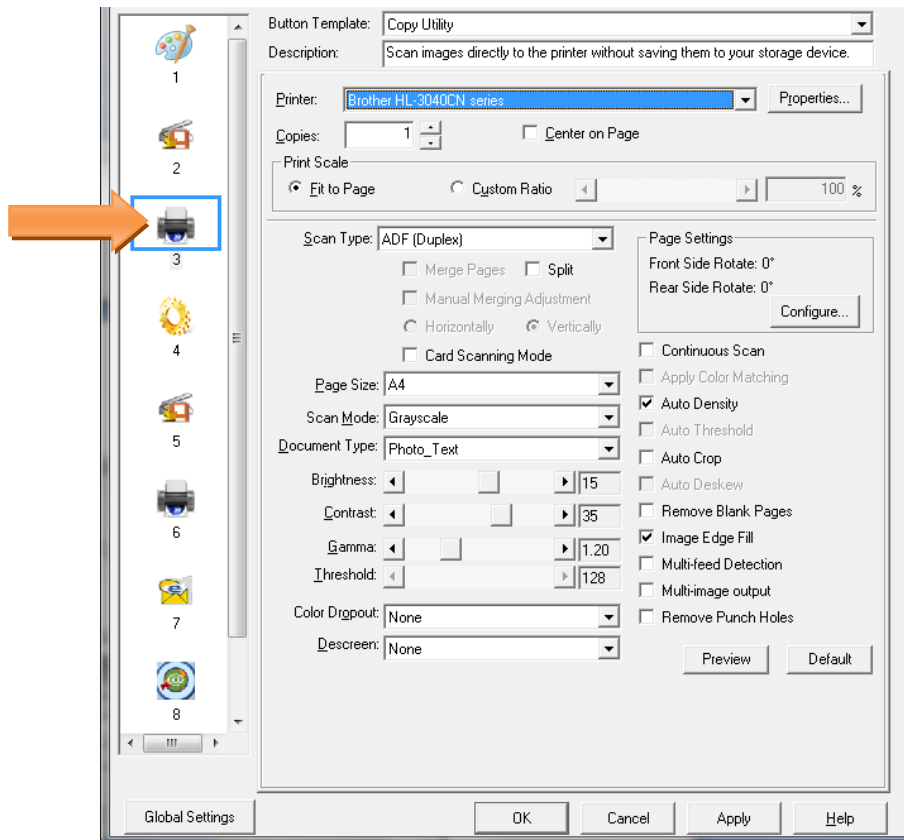 Button Template: Copy Utility
Description: Scan images directly to the printer without saving them to your storage device.
1
2
3
4
5
6
7
8
Printer: Brother HL-3040CN series Properties...
Copies: 1 Center on Page
Print Scale
Fit to Page Custom Ratio 100 %
Scan Type: ADF (Duplex)
Merge Pages Split
Manual Merging Adjustment
Horizontally Vertically
Card Scanning Mode
Page Size: A4
Scan Mode: Grayscale
Document Type: Photo_Text
Brightness: 15
Contrast: 35
Gamma: 1.20
Threshold: 128
Color Dropout: None
Descreen: None
Page Settings
Front Side Rotate: 0°
Rear Side Rotate: 0°
Configure...
Continuous Scan
Apply Color Matching
Auto Density
Auto Threshold
Auto Crop
Auto Deskew
Remove Blank Pages
Image Edge Fill
Multi-feed Detection
Multi-image output
Remove Punch Holes
Preview Default
Global Settings OK Cancel Apply Help